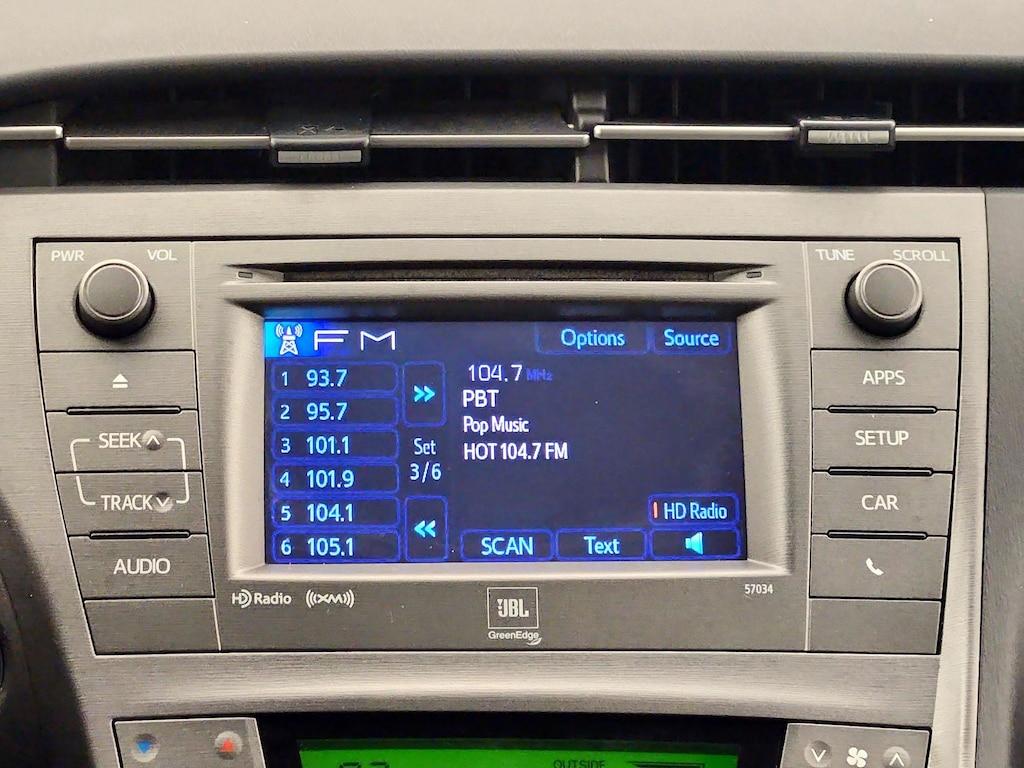 PWR VOL
TUNE SCROLL
FM
Options
Source
1 93.7
2 95.7
3 101.1
4 101.9
5 104.1
6 105.1
Set
3/6
104.7 MHz
PBT
Pop Music
HOT 104.7 FM
HD Radio
SCAN
Text
SEEK
TRACK
AUDIO
APPS
SETUP
CAR
HD Radio
((XM))
JBL
GreenEdge
57034
OUTSIDE